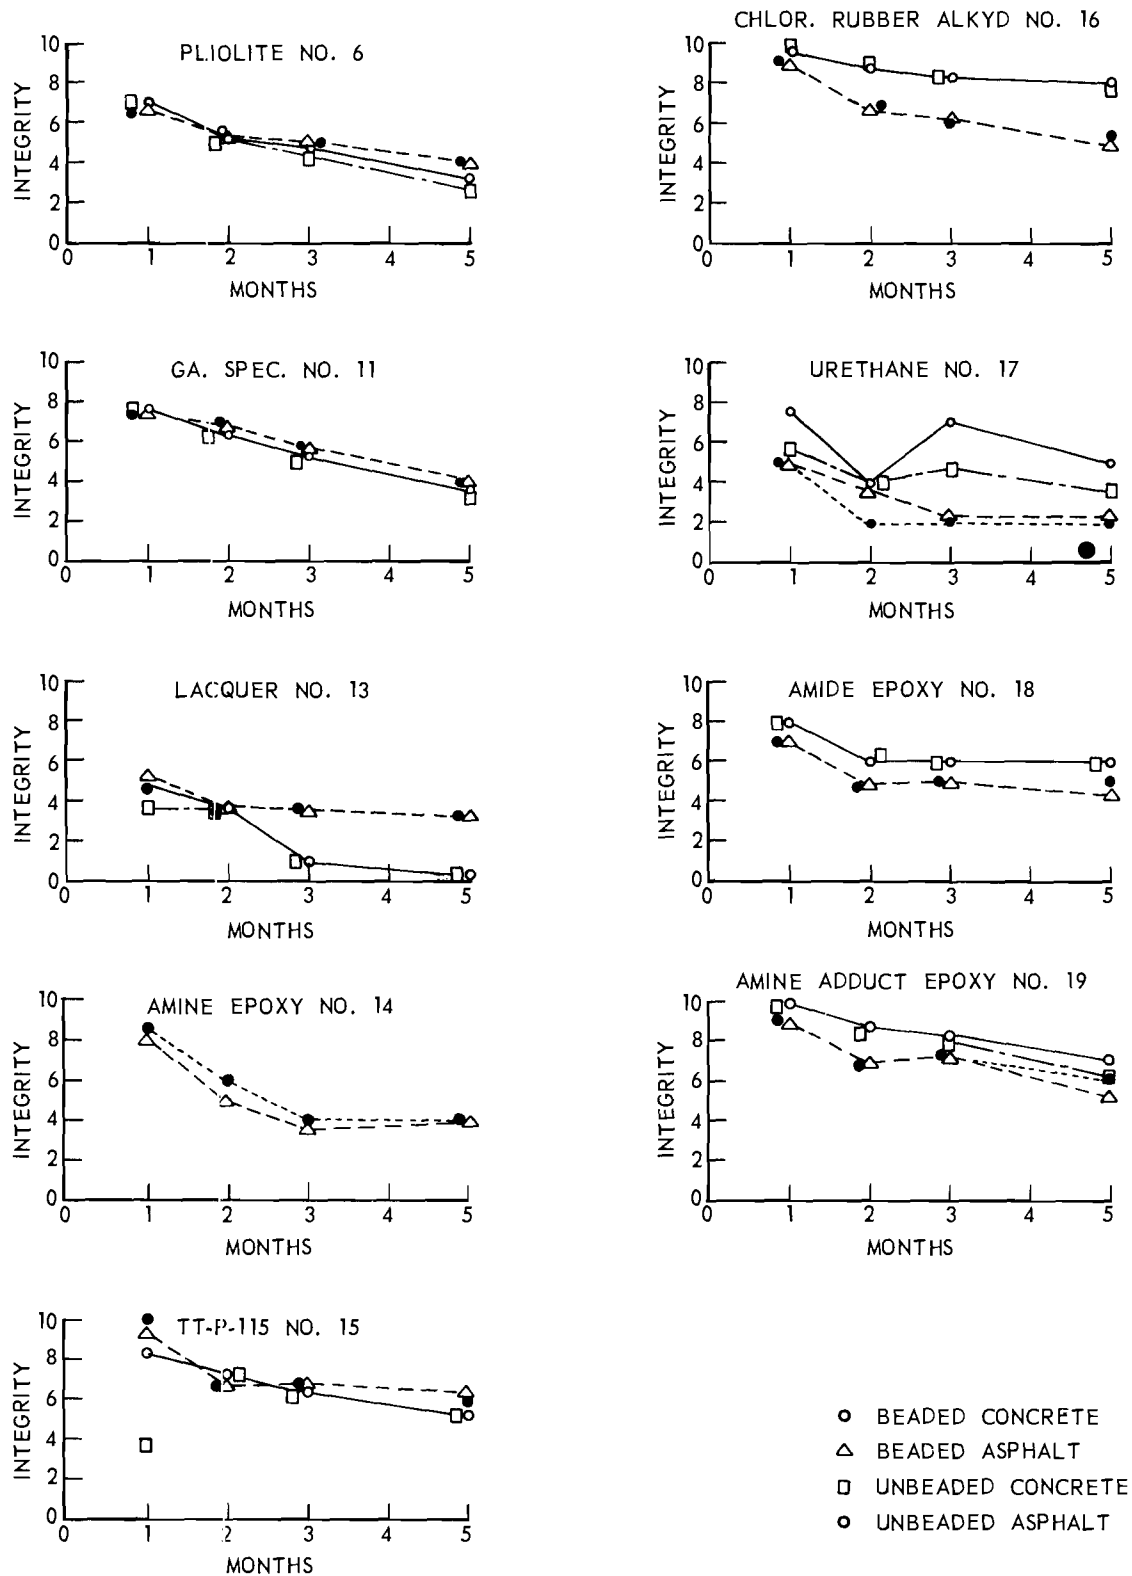 PLIOLITE NO. 6
INTEGRITY
10
8
6
4
2
0
0 1 2 3 4 5
MONTHS
CHLOR. RUBBER ALKYD NO. 16
INTEGRITY
10
8
6
4
2
0
0 1 2 3 4 5
MONTHS
GA. SPEC. NO. 11
INTEGRITY
10
8
6
4
2
0
0 1 2 3 4 5
MONTHS
URETHANE NO. 17
INTEGRITY
10
8
6
4
2
0
0 1 2 3 4 5
MONTHS
LACQUER NO. 13
INTEGRITY
10
8
6
4
2
0
0 1 2 3 4 5
MONTHS
AMIDE EPOXY NO. 18
INTEGRITY
10
8
6
4
2
0
0 1 2 3 4 5
MONTHS
AMINE EPOXY NO. 14
INTEGRITY
10
8
6
4
2
0
0 1 2 3 4 5
MONTHS
AMINE ADDUCT EPOXY NO. 19
INTEGRITY
10
8
6
4
2
0
0 1 2 3 4 5
MONTHS
TT-P-115 NO. 15
INTEGRITY
10
8
6
4
2
0
0 1 2 3 4 5
MONTHS
BEADED CONCRETE
BEADED ASPHALT
UNBEADED CONCRETE
UNBEADED ASPHALT